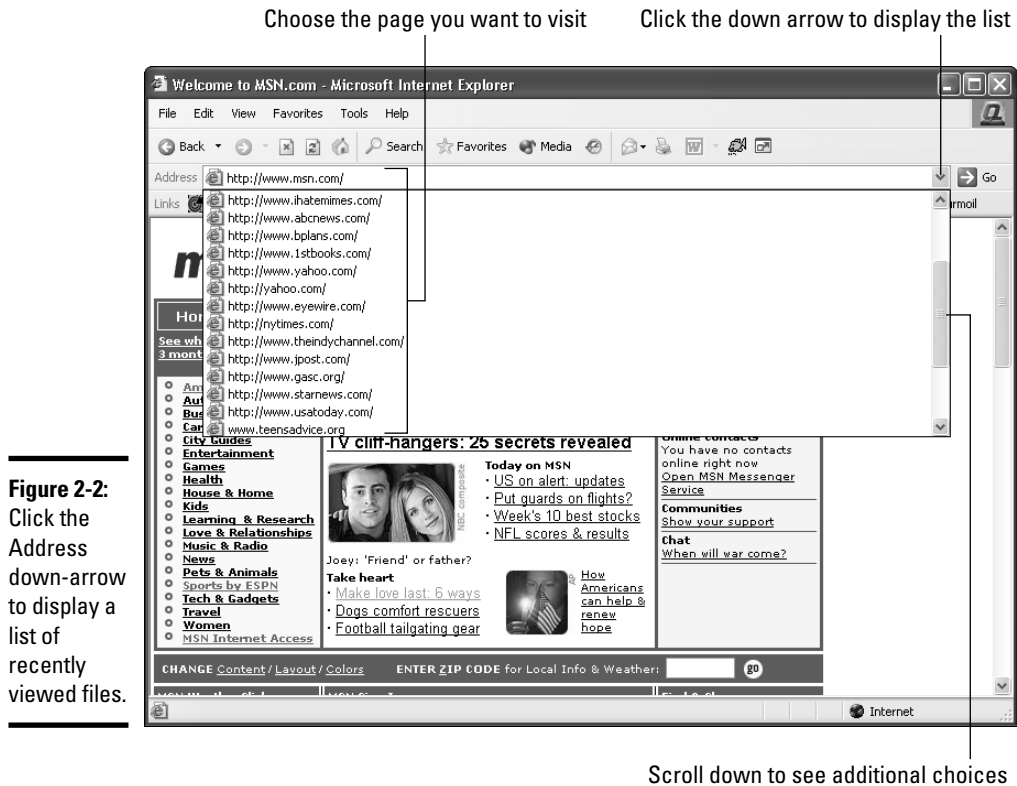 Choose the page you want to visit
Click the down arrow to display the list
Welcome to MSN.com - Microsoft Internet Explorer
File Edit View Favorites Tools Help
Back Search Favorites Media
Address http://www.msn.com/ Go
Links
http://www.ihatemimes.com/
http://www.abcnews.com/
http://www.bplans.com/
http://www.1stbooks.com/
http://www.yahoo.com/
http://yahoo.com/
http://www.eyewire.com/
http://nytimes.com/
http://www.theindychannel.com/
http://www.jpost.com/
http://www.gasc.org/
http://www.starnews.com/
http://www.usatoday.com/
www.teensadvice.org
City Guides
Entertainment
Games
Health
House & Home
Kids
Learning & Research
Love & Relationships
Music & Radio
News
Pets & Animals
Sports by ESPN
Tech & Gadgets
Travel
Women
MSN Internet Access
TV cliff-hangers: 25 secrets revealed
NBC composite
Joey: 'Friend' or father?
Take heart
· Make love last: 6 ways
· Dogs comfort rescuers
· Football tailgating gear
Today on MSN
· US on alert: updates
· Put guards on flights?
· Week's 10 best stocks
· NFL scores & results
AP
How
Americans
can help &
renew
hope
Online contacts
You have no contacts
online right now
Open MSN Messenger
Service
Communities
Show your support
Chat
When will war come?
CHANGE Content / Layout / Colors ENTER ZIP CODE for Local Info & Weather: go
Internet
Figure 2-2:
Click the
Address
down-arrow
to display a
list of
recently
viewed files.
Scroll down to see additional choices